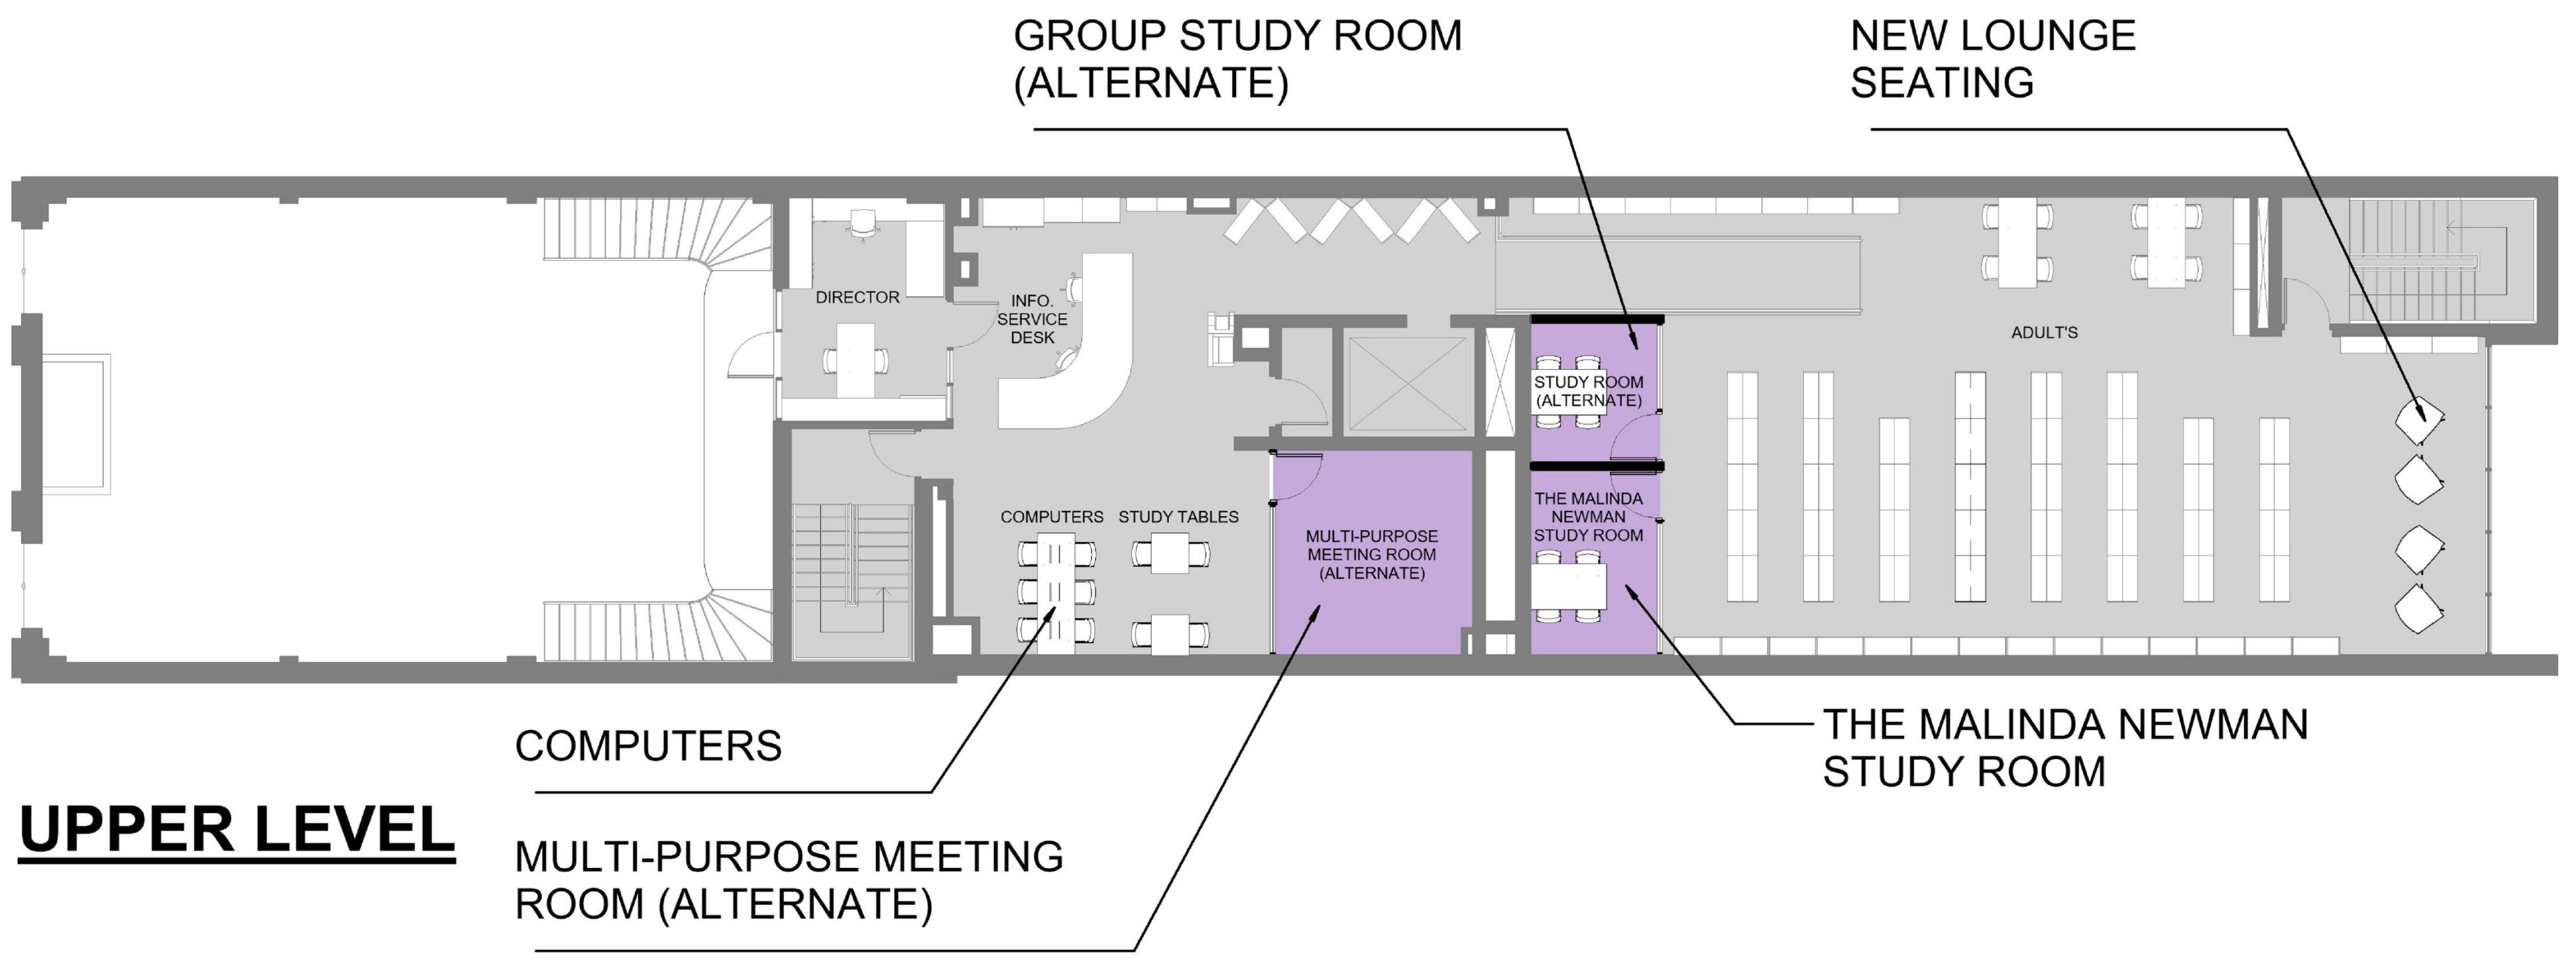 GROUP STUDY ROOM
(ALTERNATE)
NEW LOUNGE
SEATING
DIRECTOR
INFO.
SERVICE
DESK
ADULT'S
STUDY ROOM
(ALTERNATE)
THE MALINDA
NEWMAN
STUDY ROOM
COMPUTERS
STUDY TABLES
MULTI-PURPOSE
MEETING ROOM
(ALTERNATE)
COMPUTERS
THE MALINDA NEWMAN
STUDY ROOM
UPPER LEVEL
MULTI-PURPOSE MEETING
ROOM (ALTERNATE)